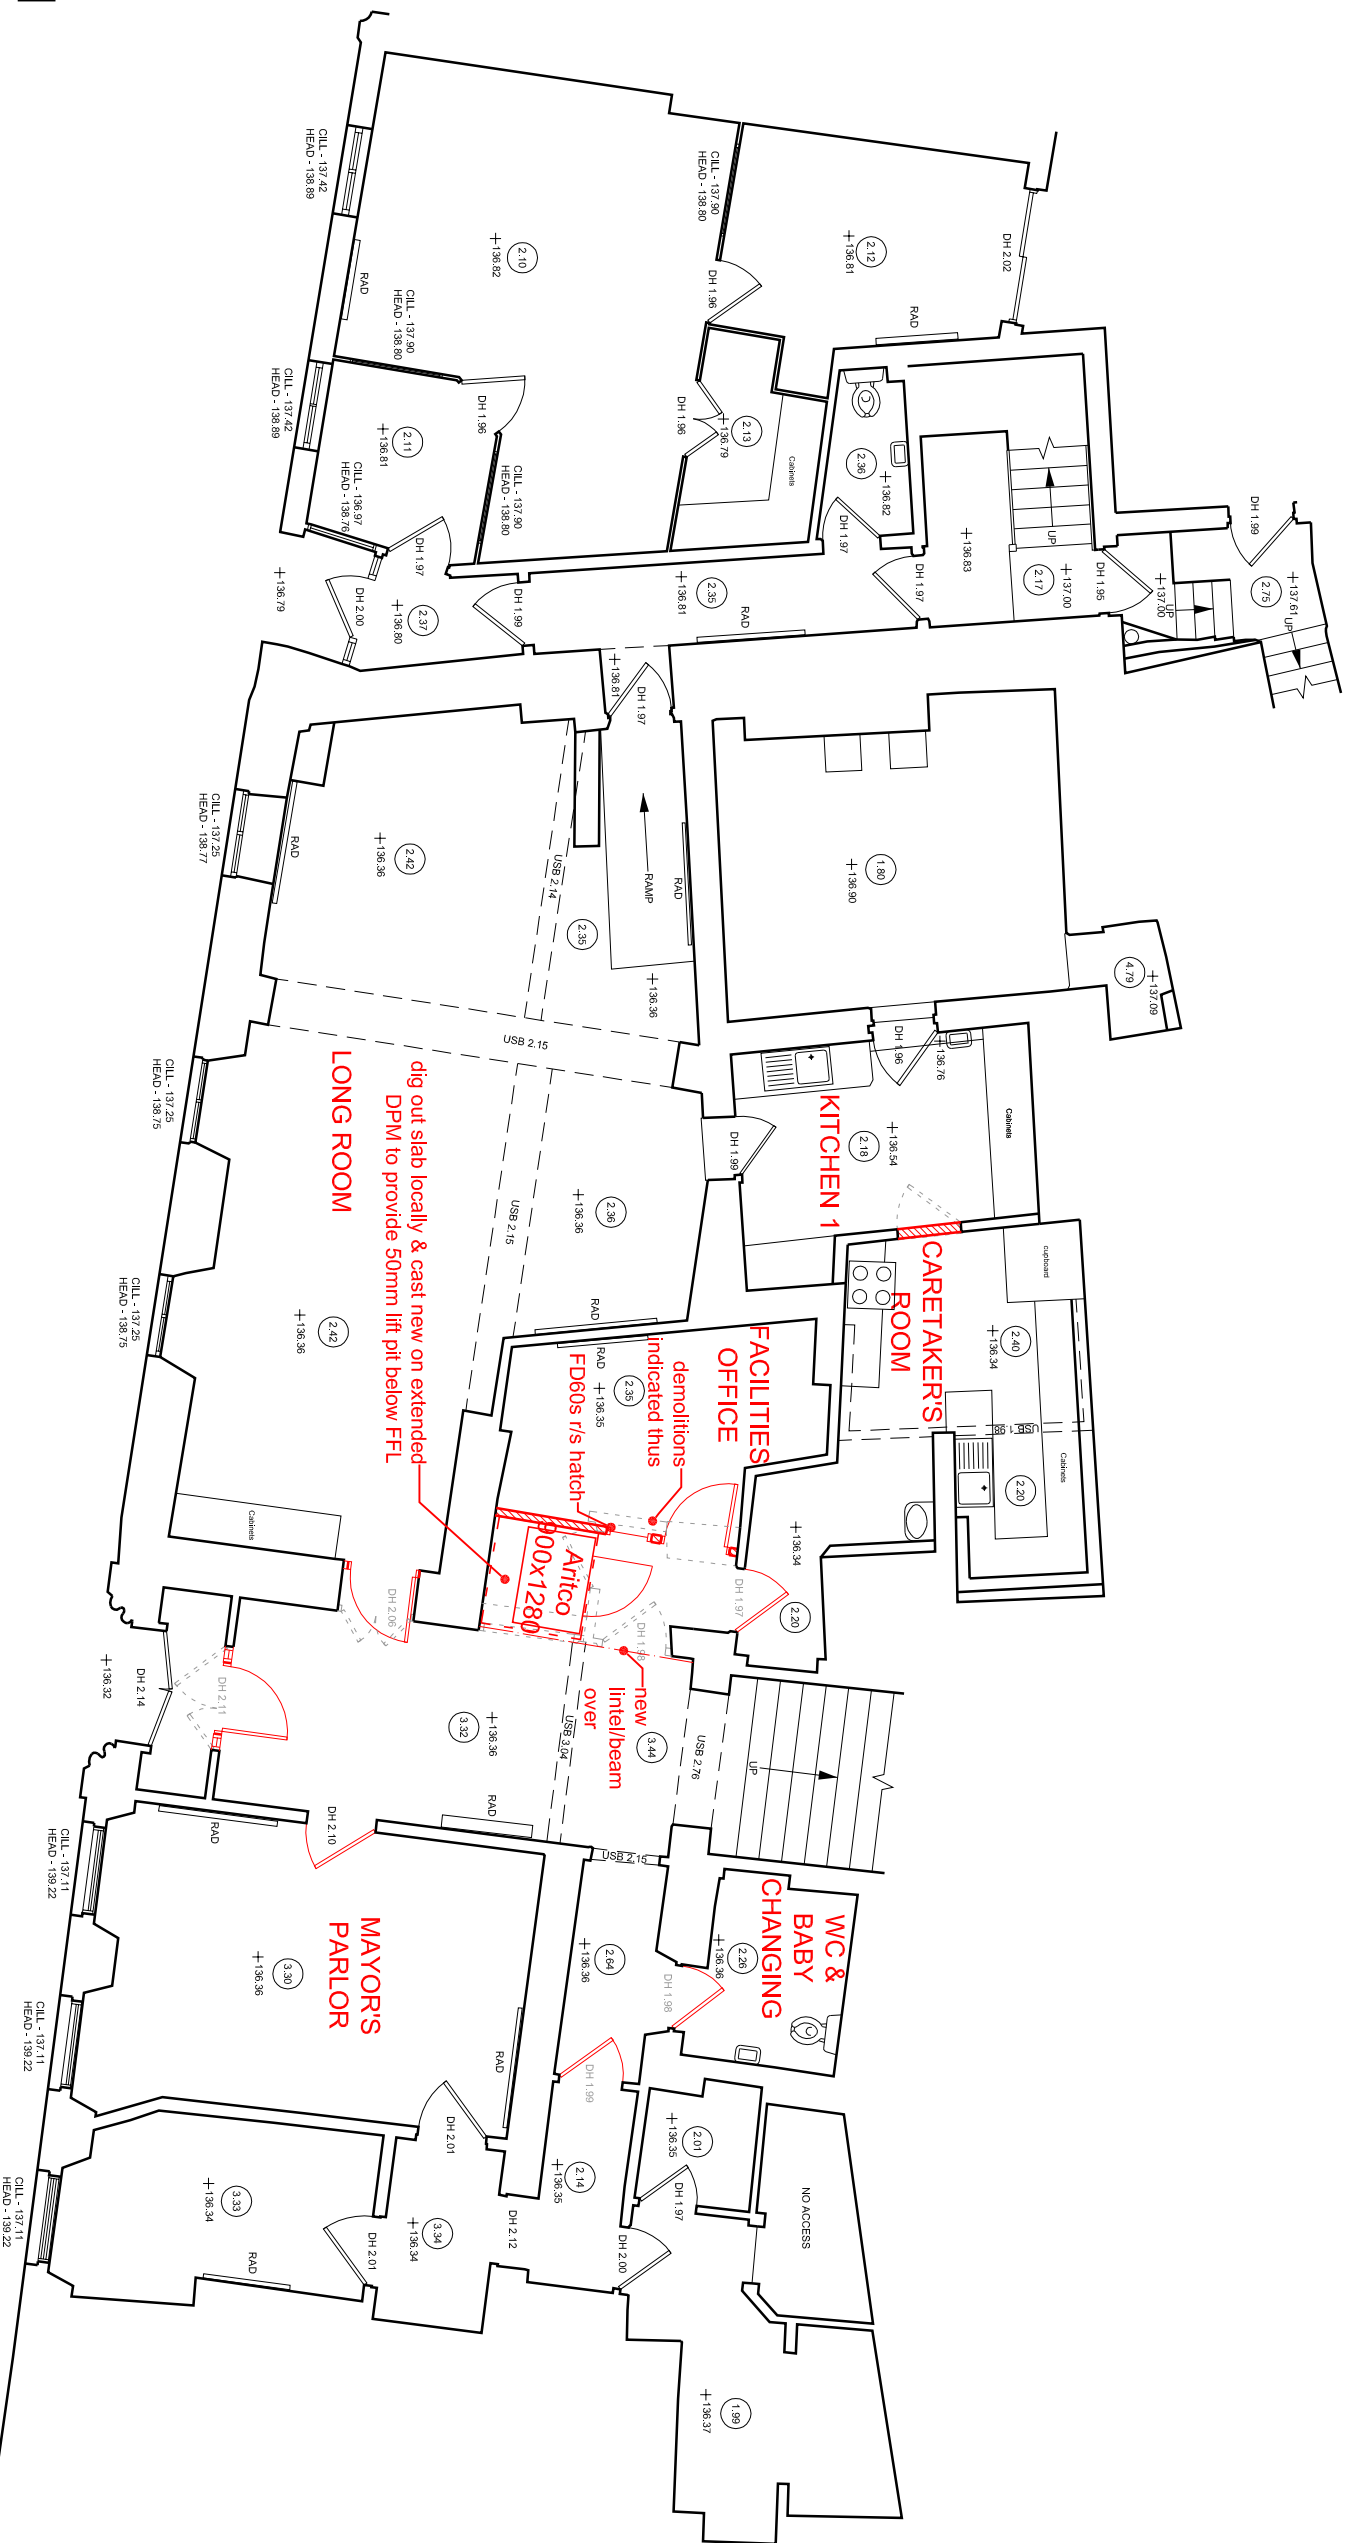 CILL - 137.42
HEAD - 138.89
CILL - 137.90
HEAD - 138.80
2.10
+136.82
RAD
CILL - 137.90
HEAD - 138.80
2.12
+136.81
DH 2.02
DH 1.96
RAD
CILL - 137.42
HEAD - 138.89
2.11
+136.81
DH 1.96
CILL - 136.97
HEAD - 138.76
CILL - 137.90
HEAD - 138.80
DH 1.96
2.13
+136.79
Cabinets
2.36
+136.82
DH 1.97
UP
DH 1.99
2.75
+137.61
UP
DH 1.95
+137.00
UP
2.17
+137.00
+136.83
DH 1.97
DH 1.97
DH 2.00
2.37
+136.80
+136.79
DH 1.99
2.35
+136.81
RAD
+136.81
DH 1.97
CILL - 137.25
HEAD - 138.77
RAD
2.42
+136.36
USB 2.14
2.35
RAMP
RAD
+136.36
1.80
+136.90
4.79
+137.09
USB 2.15
DH 1.96
+136.76
Cabinets
KITCHEN 1
2.18
+136.54
DH 1.99
CILL - 137.25
HEAD - 138.75
LONG ROOM
dig out slab locally & cast new on extended
DPM to provide 50mm lift pit below FFL
USB 2.15
2.36
+136.36
RAD
CILL - 137.25
HEAD - 138.75
2.42
+136.36
Cabinets
CARETAKER'S
ROOM
cupboard
2.40
+136.34
USB 1.98
Cabinets
2.20
FACILITIES
OFFICE
RAD
2.35
+136.35
demolitions
indicated thus
FD60s r/s hatch
Aritco
900x1280
+136.34
2.20
DH 1.97
DH 1.98
DH 2.06
DH 2.11
DH 2.14
+136.32
new
lintel/beam
over
3.32
+136.36
USB 3.04
3.44
USB 2.76
UP
RAD
DH 2.10
RAD
USB 2.15
CILL - 137.11
HEAD - 139.22
MAYOR'S
PARLOR
3.30
+136.36
RAD
2.64
+136.36
DH 1.98
DH 1.99
WC &
BABY
CHANGING
2.26
+136.36
CILL - 137.11
HEAD - 139.22
DH 2.01
2.14
+136.35
2.01
+136.35
DH 1.97
NO ACCESS
CILL - 137.11
HEAD - 139.22
3.33
+136.34
RAD
DH 2.01
3.34
+136.34
DH 2.12
DH 2.00
1.99
+136.37